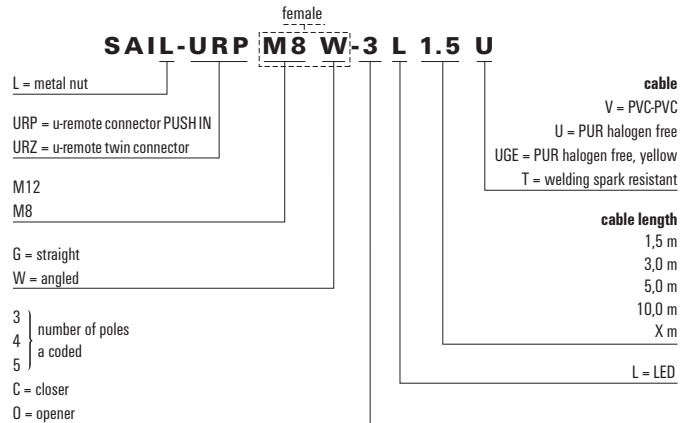 female
SAIL-URP M8 W-3 L 1.5 U
L = metal nut
URP = u-remote connector PUSH IN
URZ = u-remote twin connector
M12
M8
G = straight
W = angled
3
4
5
number of poles
a coded
C = closer
O = opener
cable
V = PVC-PVC
U = PUR halogen free
UGE = PUR halogen free, yellow
T = welding spark resistant
cable length
1,5 m
3,0 m
5,0 m
10,0 m
X m
L = LED